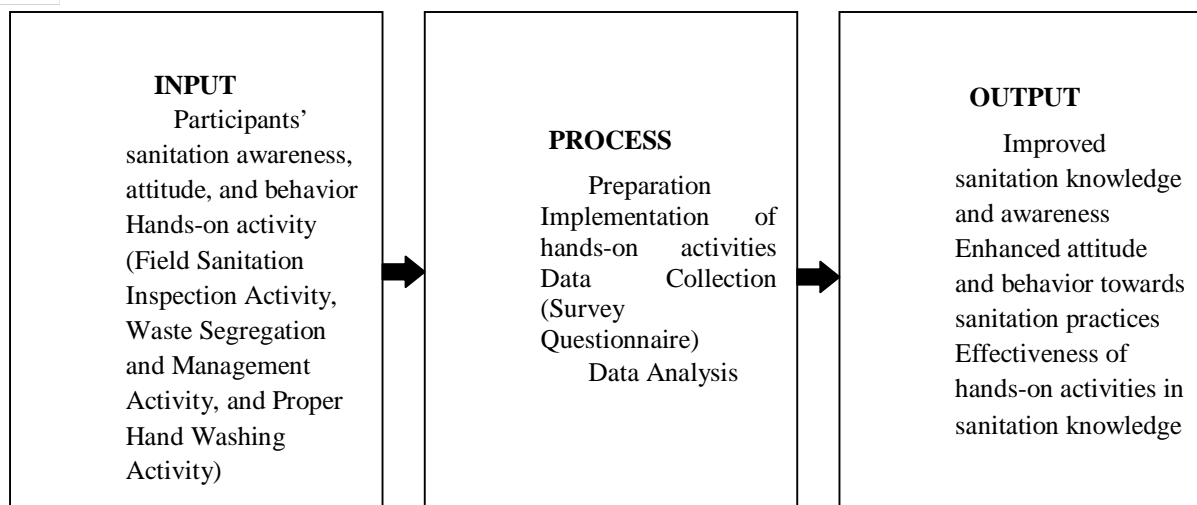 INPUT
Participants’
sanitation awareness,
attitude, and behavior
Hands-on activity
(Field Sanitation
Inspection Activity,
Waste Segregation
and Management
Activity, and Proper
Hand Washing
Activity)
PROCESS
Preparation
Implementation of
hands-on activities
Data Collection
(Survey
Questionnaire)
Data Analysis
OUTPUT
Improved
sanitation knowledge
and awareness
Enhanced attitude
and behavior towards
sanitation practices
Effectiveness of
hands-on activities in
sanitation knowledge